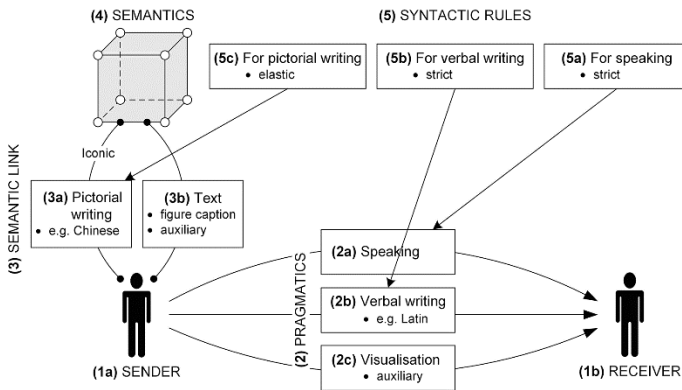 (4) SEMANTICS
(5) SYNTACTIC RULES
(5c) For pictorial writing
• elastic
(5b) For verbal writing
• strict
(5a) For speaking
• strict
Iconic
(3) SEMANTIC LINK
(3a) Pictorial
writing
• e.g. Chinese
(3b) Text
• figure caption
• auxiliary
(2) PRAGMATICS
(2a) Speaking
(2b) Verbal writing
• e.g. Latin
(2c) Visualisation
• auxiliary
(1a) SENDER
(1b) RECEIVER